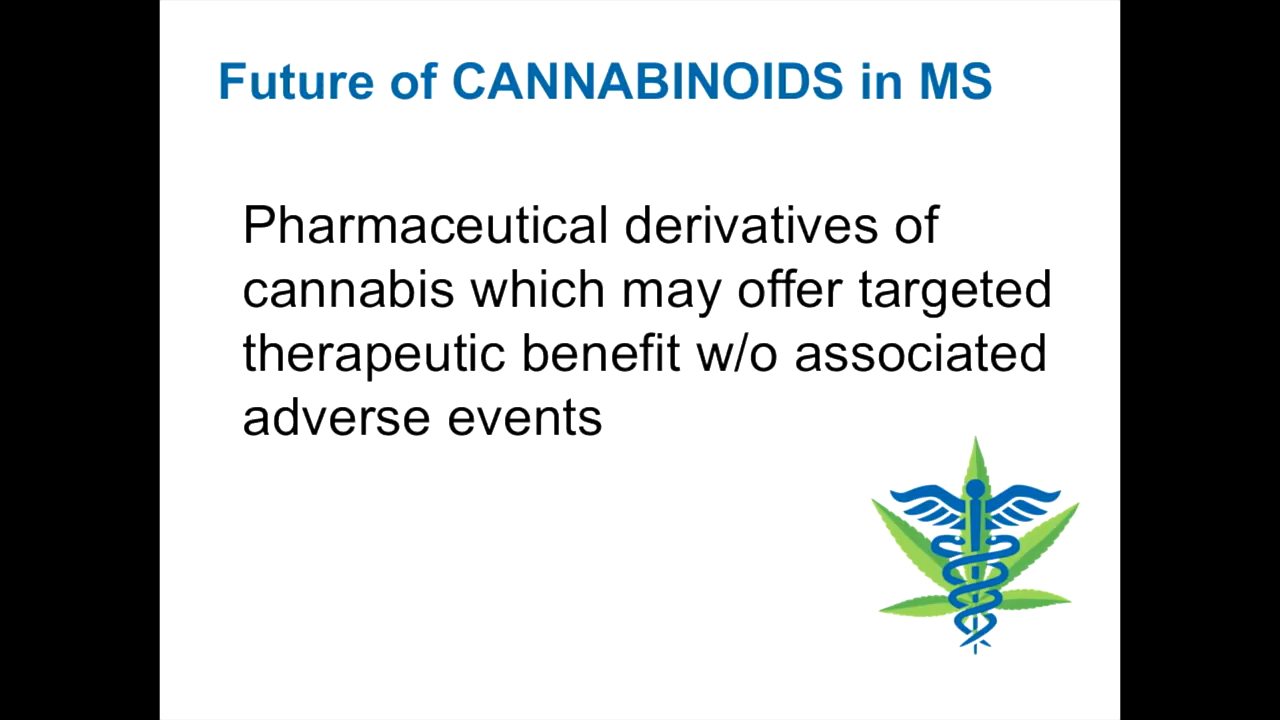 Future of CANNABINOIDS in MS
Pharmaceutical derivatives of
cannabis which may offer targeted
therapeutic benefit w/o associated
adverse events